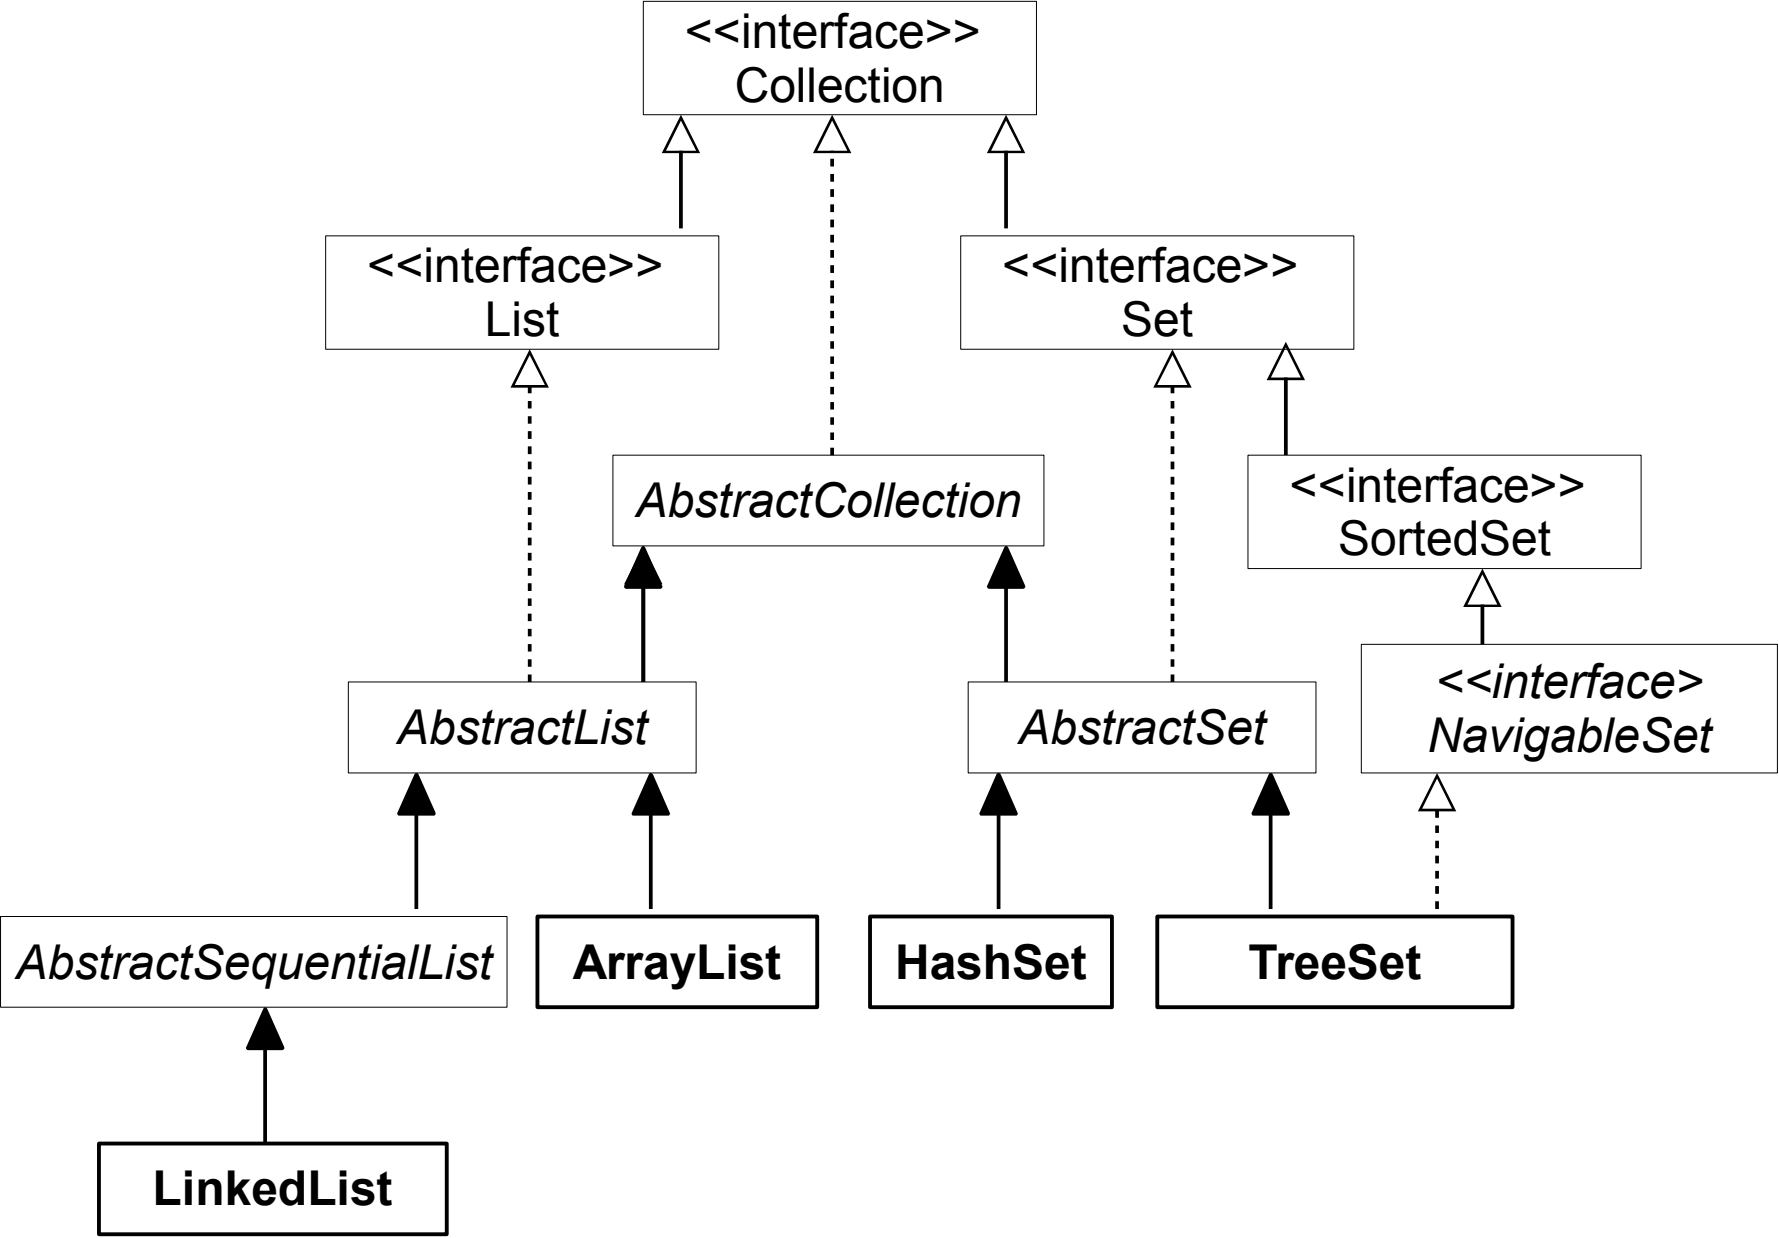 <<interface>>
Collection
<<interface>>
List
<<interface>>
Set
AbstractCollection
<<interface>>
SortedSet
AbstractList
AbstractSet
<<interface>
NavigableSet
AbstractSequentialList
ArrayList
HashSet
TreeSet
LinkedList